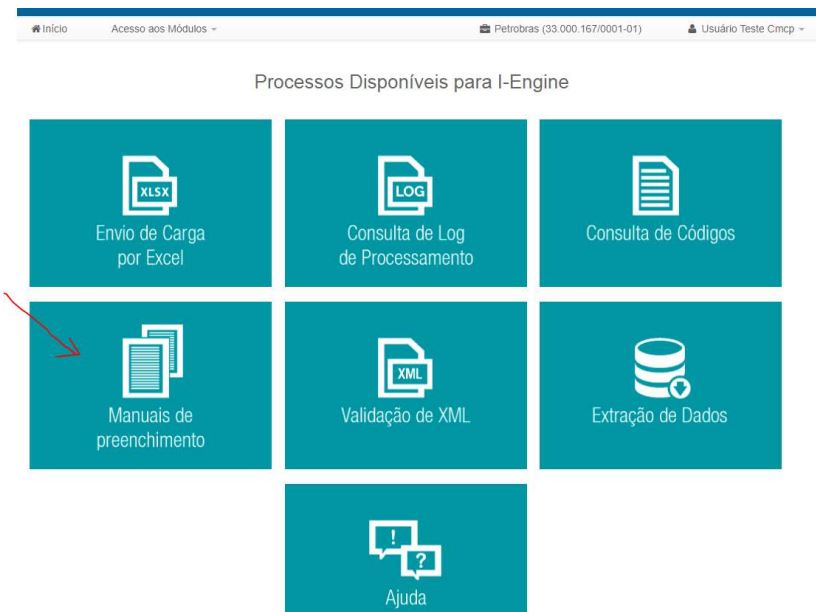 Início Acesso aos Módulos Petrobras (33.000.167/0001-01) Usuário Teste Cmcp
Processos Disponíveis para I-Engine
XLSX
Envio de Carga
por Excel
LOG
Consulta de Log
de Processamento
Consulta de Códigos
Manuais de
preenchimento
XML
Validação de XML
Extração de Dados
! ?
Ajuda